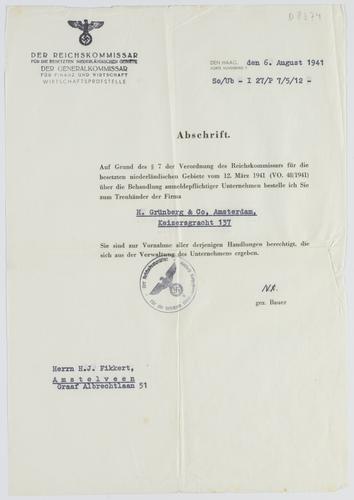 D 8374
DER REICHSKOMMISSAR
FÜR DIE BESETZTEN NIEDERLÄNDISCHEN GEBIETE
DER GENERALKOMMISSAR
FÜR FINANZ UND WIRTSCHAFT
WIRTSCHAFTSPRÜFSTELLE
DEN HAAG, den 6. August 1941
So/Ub - I 27/P 7/5/12 -
Abschrift.
Auf Grund des § 7 der Verordnung des Reichskommissars für die
besetzten niederländischen Gebiete vom 12. März 1941 (VO. 48/1941)
über die Behandlung anmeldepflichtiger Unternehmen bestelle ich Sie
zum Treuhänder der Firma
H. Grünberg & Co, Amsterdam,
Keizersgracht 137
Sie sind zur Vornahme aller derjenigen Handlungen berechtigt, die
sich aus der Verwaltung des Unternehmens ergeben.
gez. Bauer
Herrn H.J. Fikkert,
Amstelveen
Graaf Albrechtlaan 51